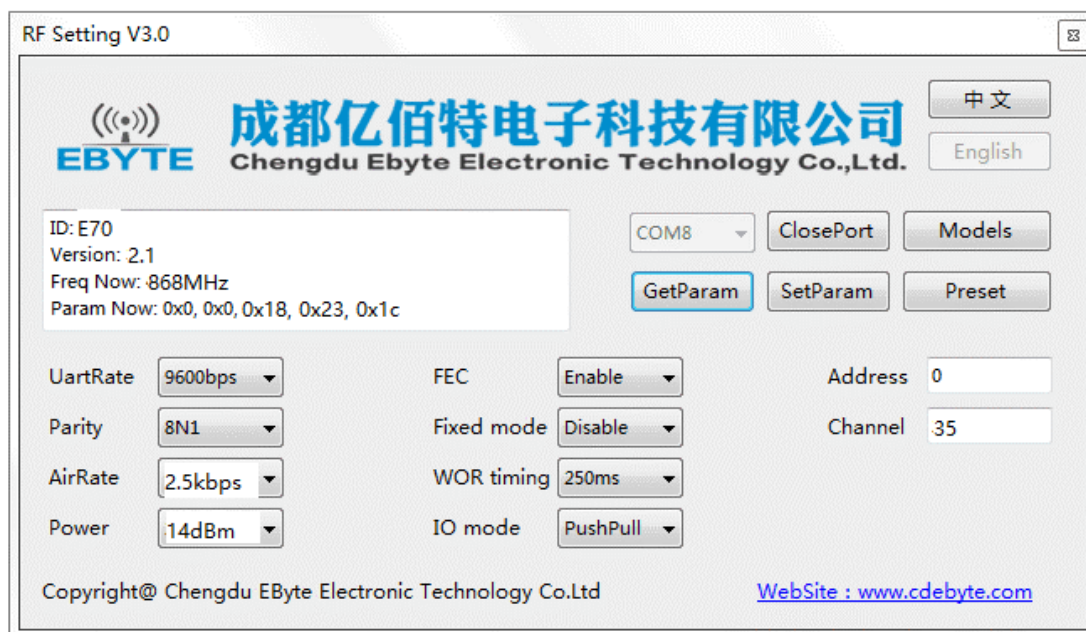 RF Setting V3.0
EBYTE
成都亿佰特电子科技有限公司
Chengdu Ebyte Electronic Technology Co.,Ltd.
中文
English
ID: E70
Version: 2.1
Freq Now: 868MHz
Param Now: 0x0, 0x0, 0x18, 0x23, 0x1c
COM8 ClosePort Models
GetParam SetParam Preset
UartRate 9600bps FEC Enable Address 0
Parity 8N1 Fixed mode Disable Channel 35
AirRate 2.5kbps WOR timing 250ms
Power 14dBm IO mode PushPull
Copyright@ Chengdu EByte Electronic Technology Co.Ltd WebSite : www.cdebyte.com